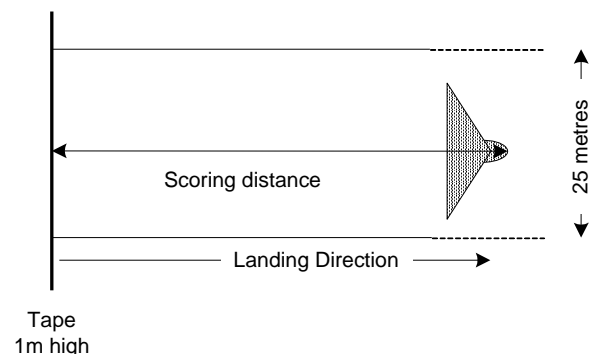 25 metres
Scoring distance
Landing Direction
Tape
1m high